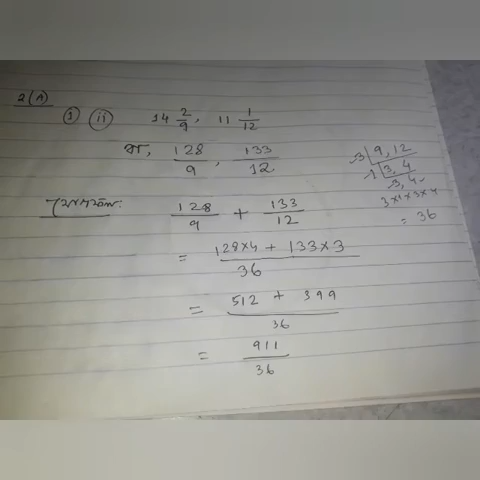 2(A)
① ⓘⓘ 14 2/9, 11 1/12
বা, 128/9, 133/12
3 | 9, 12
1 | 3, 4
3, 4
3×1×3×4
= 36
যোগফলঃ 128/9 + 133/12
= 128×4 + 133×3 / 36
= 512 + 399 / 36
= 911/36